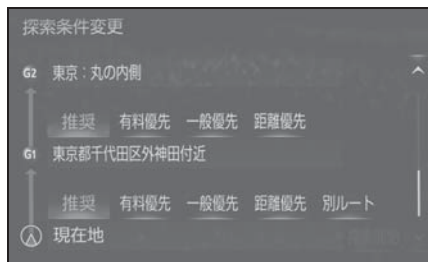 探索条件変更
G2 東京：丸の内側
推奨 有料優先 一般優先 距離優先
G1 東京都千代田区外神田付近
推奨 有料優先 一般優先 距離優先 別ルート
現在地